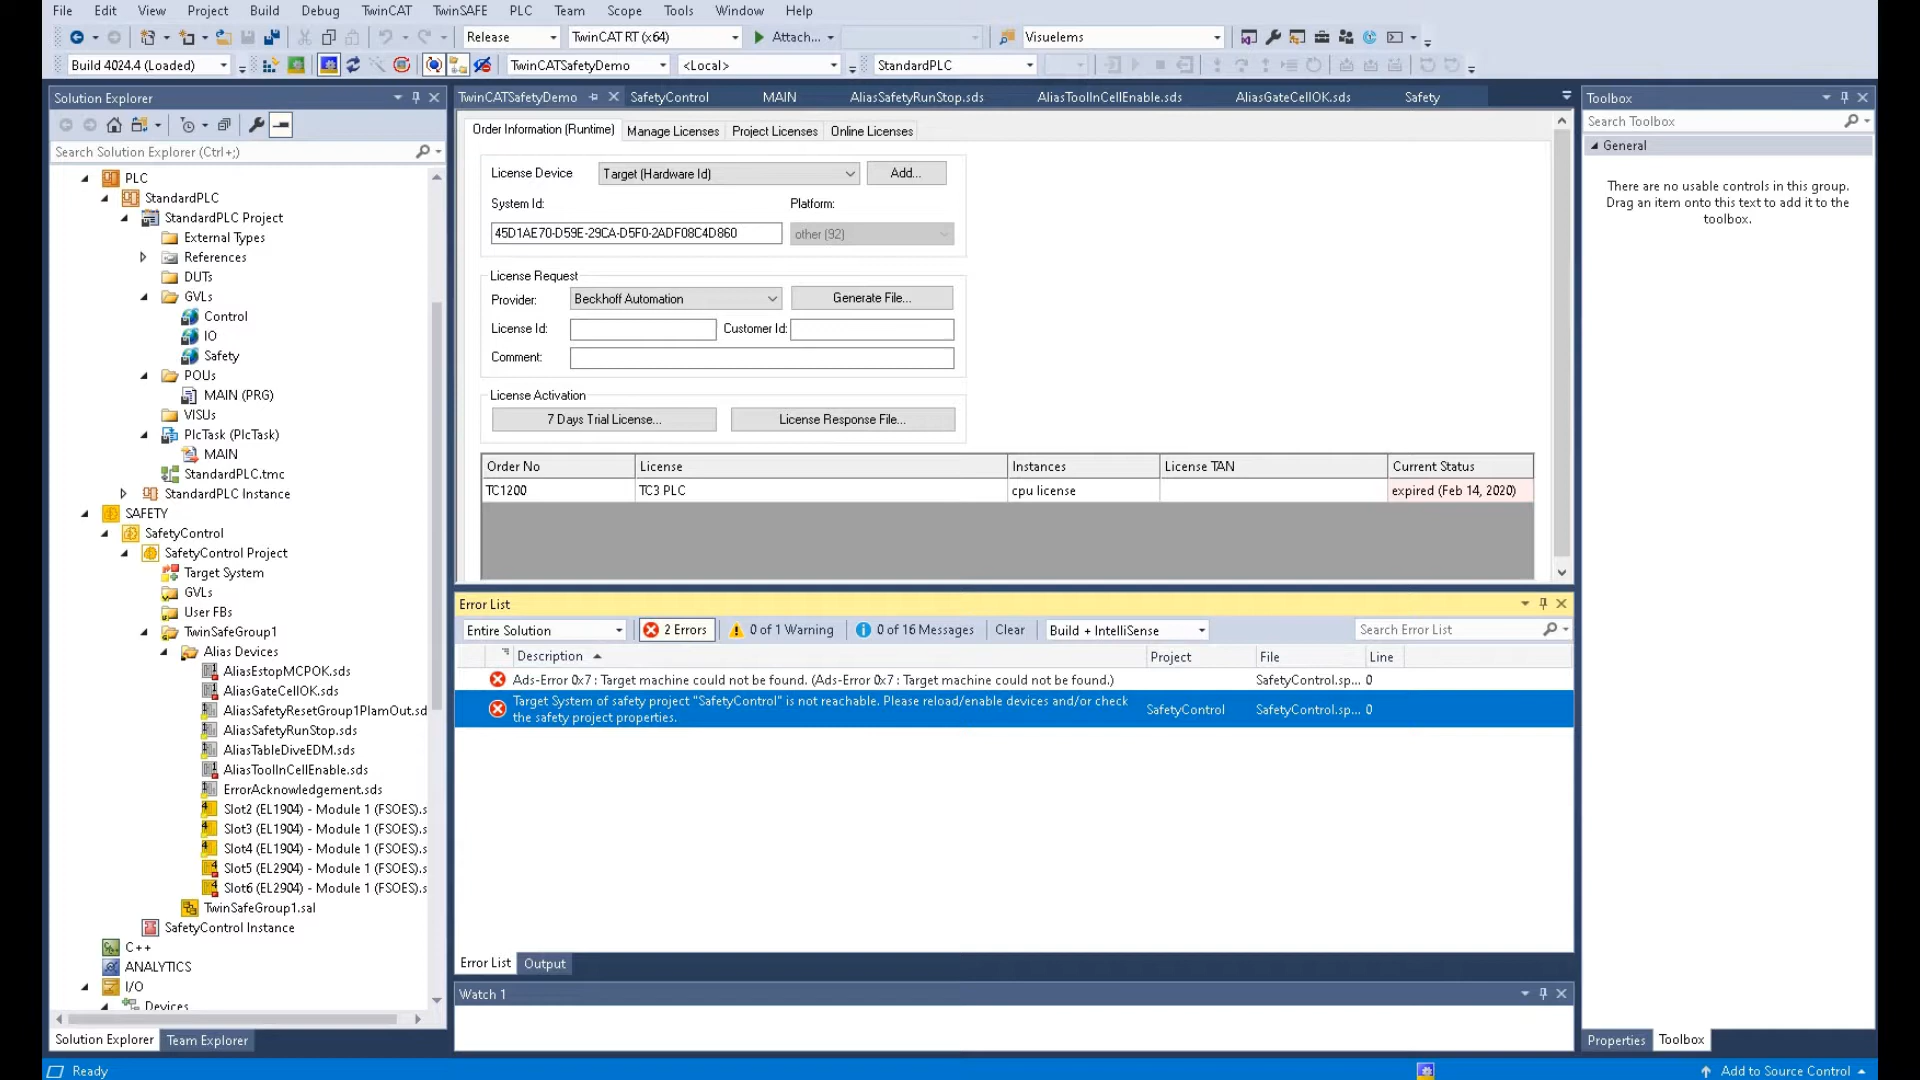 File Edit View Project Build Debug TwinCAT TwinSAFE PLC Team Scope Tools Window Help
Release TwinCAT RT (x64) Attach... Visuelems
Build 4024.4 (Loaded) TwinCATSafetyDemo <Local> StandardPLC
Solution Explorer
Search Solution Explorer (Ctrl+;)
PLC
StandardPLC
StandardPLC Project
External Types
References
DUTs
GVLs
Control
IO
Safety
POUs
MAIN (PRG)
VISUs
PlcTask (PlcTask)
MAIN
StandardPLC.tmc
StandardPLC Instance
SAFETY
SafetyControl
SafetyControl Project
Target System
GVLs
User FBs
TwinSafeGroup1
Alias Devices
AliasEstopMCPOK.sds
AliasGateCellOK.sds
AliasSafetyResetGroup1PlamOut.sd
AliasSafetyRunStop.sds
AliasTableDiveEDM.sds
AliasToolInCellEnable.sds
ErrorAcknowledgement.sds
Slot2 (EL1904) - Module 1 (FSOES).s
Slot3 (EL1904) - Module 1 (FSOES).s
Slot4 (EL1904) - Module 1 (FSOES).s
Slot5 (EL2904) - Module 1 (FSOES).s
Slot6 (EL2904) - Module 1 (FSOES).s
TwinSafeGroup1.sal
SafetyControl Instance
C++
ANALYTICS
I/O
Devices
Solution Explorer Team Explorer
TwinCATSafetyDemo SafetyControl MAIN AliasSafetyRunStop.sds AliasToolInCellEnable.sds AliasGateCellOK.sds Safety
Order Information (Runtime) Manage Licenses Project Licenses Online Licenses
License Device Target (Hardware Id) Add...
System Id: Platform:
45D1AE70-D59E-29CA-D5F0-2ADF08C4D860 other (92)
License Request
Provider: Beckhoff Automation Generate File...
License Id: Customer Id:
Comment:
License Activation
7 Days Trial License... License Response File...
Order No License Instances License TAN Current Status
TC1200 TC3 PLC cpu license expired (Feb 14, 2020)
Error List
Entire Solution 2 Errors 0 of 1 Warning 0 of 16 Messages Clear Build + IntelliSense Search Error List
Description Project File Line
Ads-Error 0x7 : Target machine could not be found. (Ads-Error 0x7 : Target machine could not be found.) SafetyControl.sp... 0
Target System of safety project "SafetyControl" is not reachable. Please reload/enable devices and/or check
the safety project properties. SafetyControl SafetyControl.sp... 0
Error List Output
Watch 1
Toolbox
Search Toolbox
General
There are no usable controls in this group.
Drag an item onto this text to add it to the
toolbox.
Properties Toolbox
Ready Add to Source Control